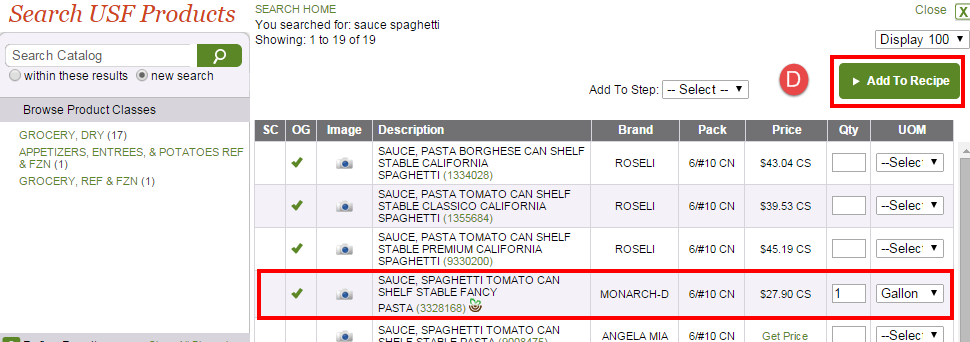 Search USF Products
Search Catalog
within these results new search
Browse Product Classes
GROCERY, DRY (17)
APPETIZERS, ENTREES, & POTATOES REF
& FZN (1)
GROCERY, REF & FZN (1)
SEARCH HOME
Close X
You searched for: sauce spaghetti
Showing: 1 to 19 of 19
Display 100
Add To Step: -- Select --
D
Add To Recipe
SC OG Image Description Brand Pack Price Qty UOM
SAUCE, PASTA BORGHESE CAN SHELF
STABLE CALIFORNIA
SPAGHETTI (1334028)
ROSELI 6/#10 CN $43.04 CS --Selec
SAUCE, PASTA TOMATO CAN SHELF
STABLE CLASSICO CALIFORNIA
SPAGHETTI (1355684)
ROSELI 6/#10 CN $39.53 CS --Selec
SAUCE, PASTA TOMATO CAN SHELF
STABLE PREMIUM CALIFORNIA
SPAGHETTI (9330200)
ROSELI 6/#10 CN $45.19 CS --Selec
SAUCE, SPAGHETTI TOMATO CAN
SHELF STABLE FANCY
PASTA (3328168)
MONARCH-D 6/#10 CN $27.90 CS 1 Gallon
SAUCE, SPAGHETTI TOMATO CAN
SHELF STABLE PASTA
ANGELA MIA 6/#10 CN Get Price --Selec